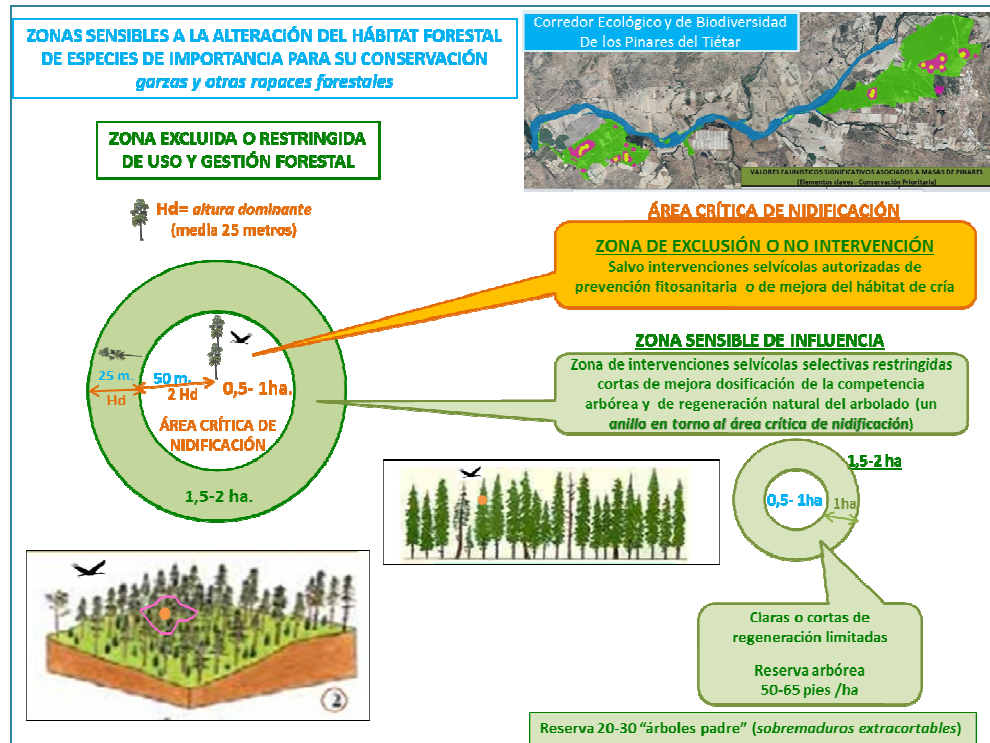 ZONAS SENSIBLES A LA ALTERACIÓN DEL HÁBITAT FORESTAL
DE ESPECIES DE IMPORTANCIA PARA SU CONSERVACIÓN
garzas y otras rapaces forestales
Corredor Ecológico y de Biodiversidad
De los Pinares del Tiétar
VALORES FAUNÍSTICOS SIGNIFICATIVOS ASOCIADOS A MASAS DE PINARES
(Elementos claves - Conservación Prioritaria)
ZONA EXCLUIDA O RESTRINGIDA
DE USO Y GESTIÓN FORESTAL
Hd= altura dominante
(media 25 metros)
ÁREA CRÍTICA DE NIDIFICACIÓN
ZONA DE EXCLUSIÓN O NO INTERVENCIÓN
Salvo intervenciones selvícolas autorizadas de
prevención fitosanitaria o de mejora del hábitat de cría
ZONA SENSIBLE DE INFLUENCIA
Zona de intervenciones selvícolas selectivas restringidas
cortas de mejora dosificación de la competencia
arbórea y de regeneración natural del arbolado (un
anillo en torno al área crítica de nidificación)
25 m.
Hd
50 m.
2 Hd
0,5- 1ha.
ÁREA CRÍTICA DE
NIDIFICACIÓN
1,5-2 ha.
1,5-2 ha
0,5- 1ha
1ha
Claras o cortas de
regeneración limitadas
Reserva arbórea
50-65 pies /ha
2
Reserva 20-30 “árboles padre” (sobremaduros extracortables)